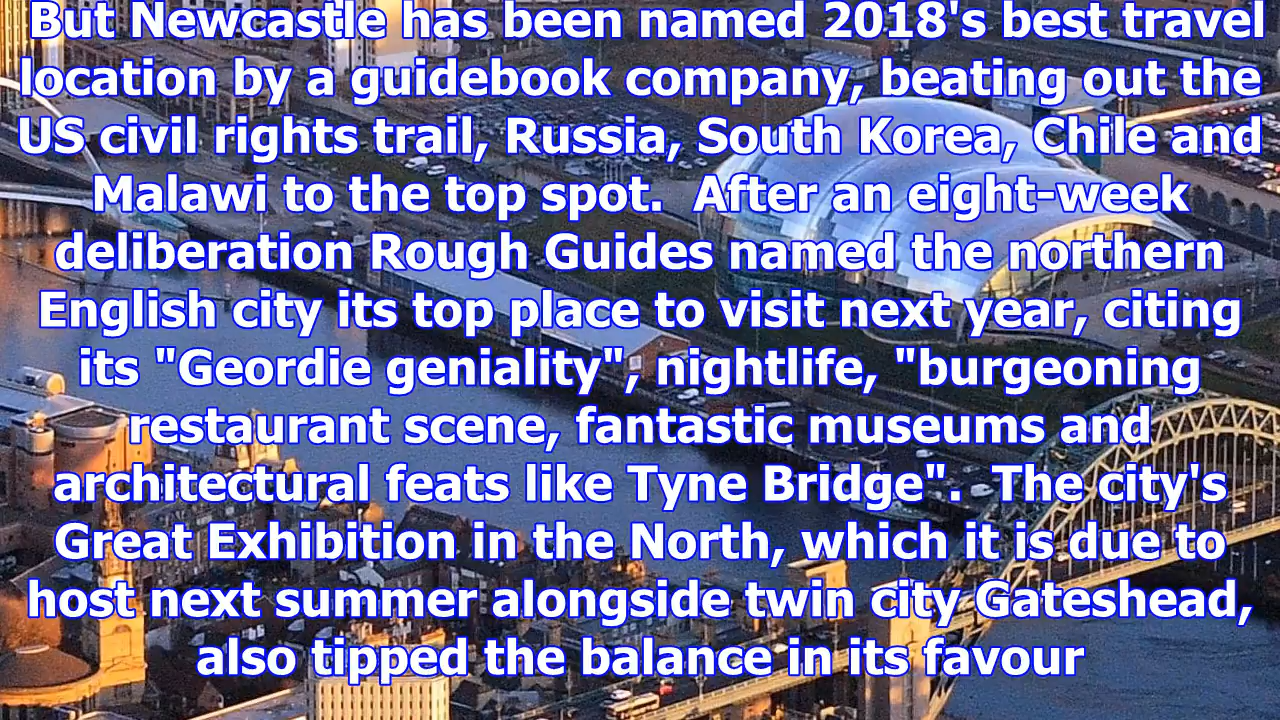 But Newcastle has been named 2018's best travel
location by a guidebook company, beating out the
US civil rights trail, Russia, South Korea, Chile and
Malawi to the top spot.  After an eight-week
deliberation Rough Guides named the northern
English city its top place to visit next year, citing
its "Geordie geniality", nightlife, "burgeoning
restaurant scene, fantastic museums and
architectural feats like Tyne Bridge".  The city's
Great Exhibition in the North, which it is due to
host next summer alongside twin city Gateshead,
also tipped the balance in its favour